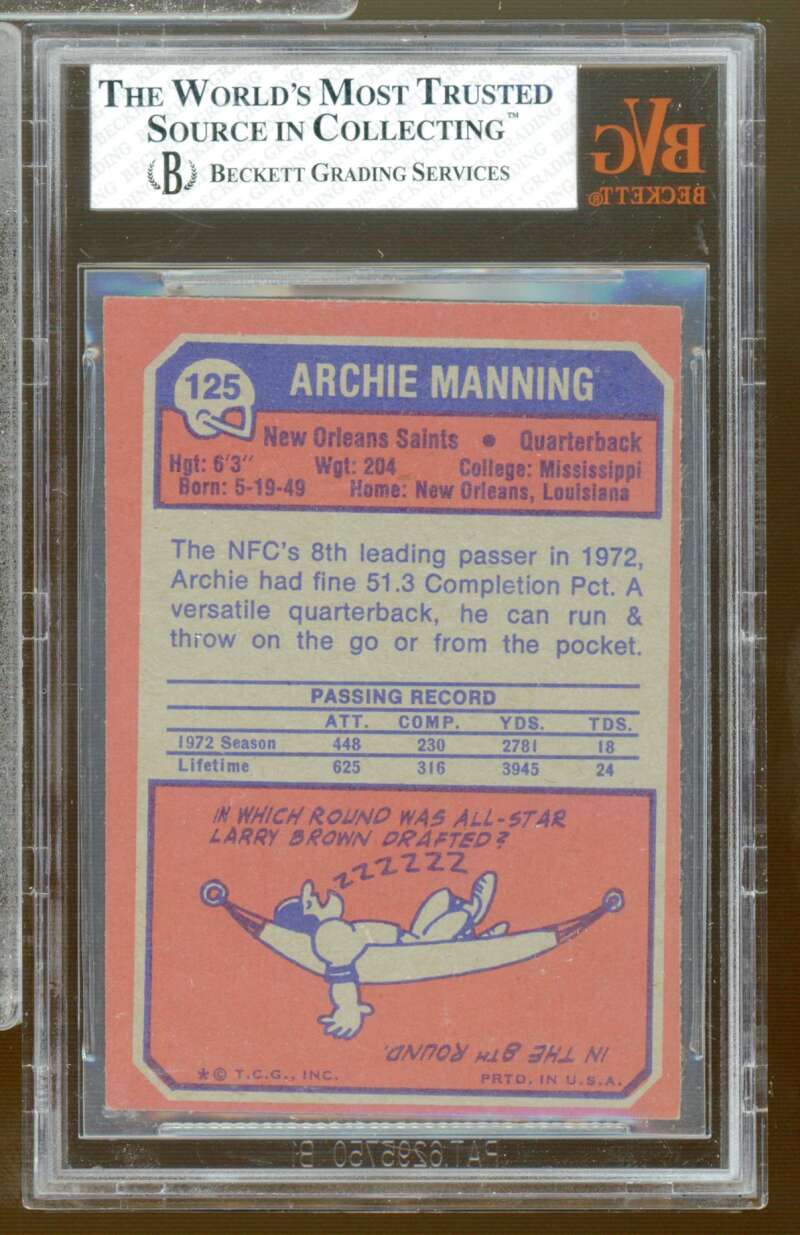 THE WORLD'S MOST TRUSTED
SOURCE IN COLLECTING™
B BECKETT GRADING SERVICES
BVG
BECKETT®
125 ARCHIE MANNING
New Orleans Saints • Quarterback
Hgt: 6'3" Wgt: 204 College: Mississippi
Born: 5-19-49 Home: New Orleans, Louisiana
The NFC's 8th leading passer in 1972,
Archie had fine 51.3 Completion Pct. A
versatile quarterback, he can run &
throw on the go or from the pocket.
PASSING RECORD
ATT. COMP. YDS. TDS.
1972 Season 448 230 2781 18
Lifetime 625 316 3945 24
IN WHICH ROUND WAS ALL-STAR
LARRY BROWN DRAFTED?
ZZZZZZZ
IN THE 8TH ROUND.
* © T.C.G., INC. PRTD. IN U.S.A.
PAT.6295750 B1